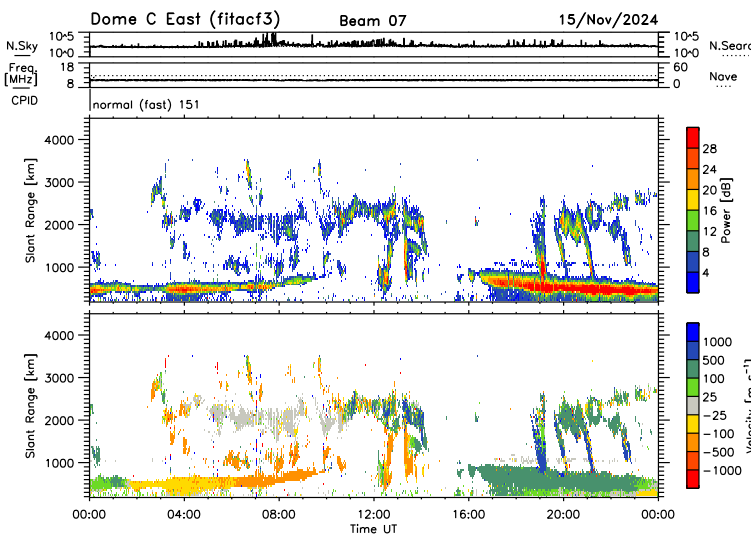 Dome C East (fitacf3) Beam 07 15/Nov/2024
N.Sky 10^5 10^0 10^5 10^0 N.Sear
Freq. [MHz] 18 8 60 0 Nave
CPID normal (fast) 151
Slant Range [km] 4000 3000 2000 1000
Power [dB] 28 24 20 16 12 8 4
Slant Range [km] 4000 3000 2000 1000
Velocity [m s^-1] 1000 500 100 25 -25 -100 -500 -1000
00:00 04:00 08:00 12:00 16:00 20:00 00:00
Time UT